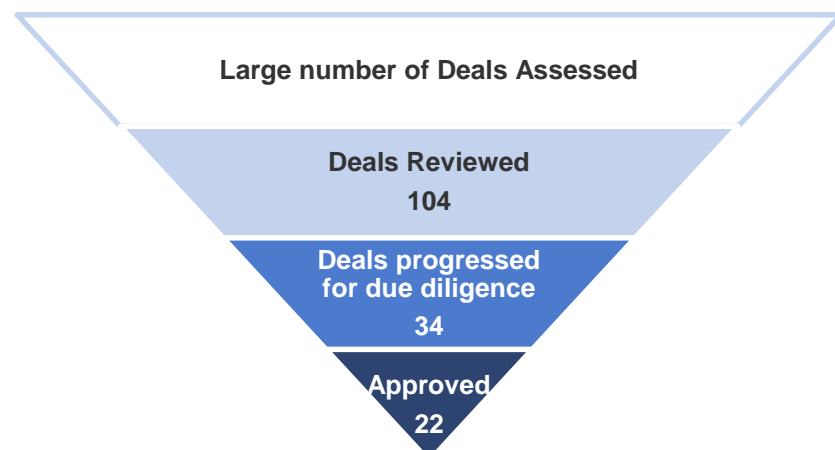 Large number of Deals Assessed
Deals Reviewed
104
Deals progressed
for due diligence
34
Approved
22